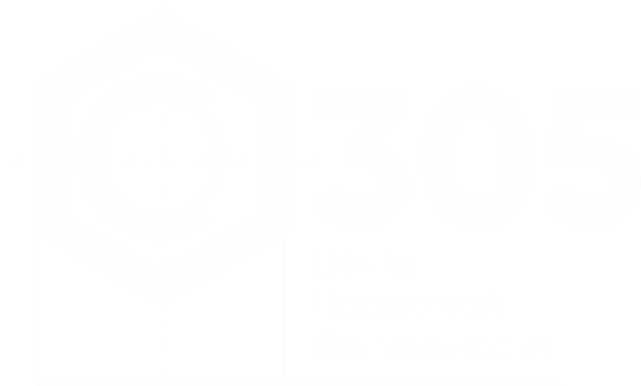 305
Центр
Проектной
Деятельности